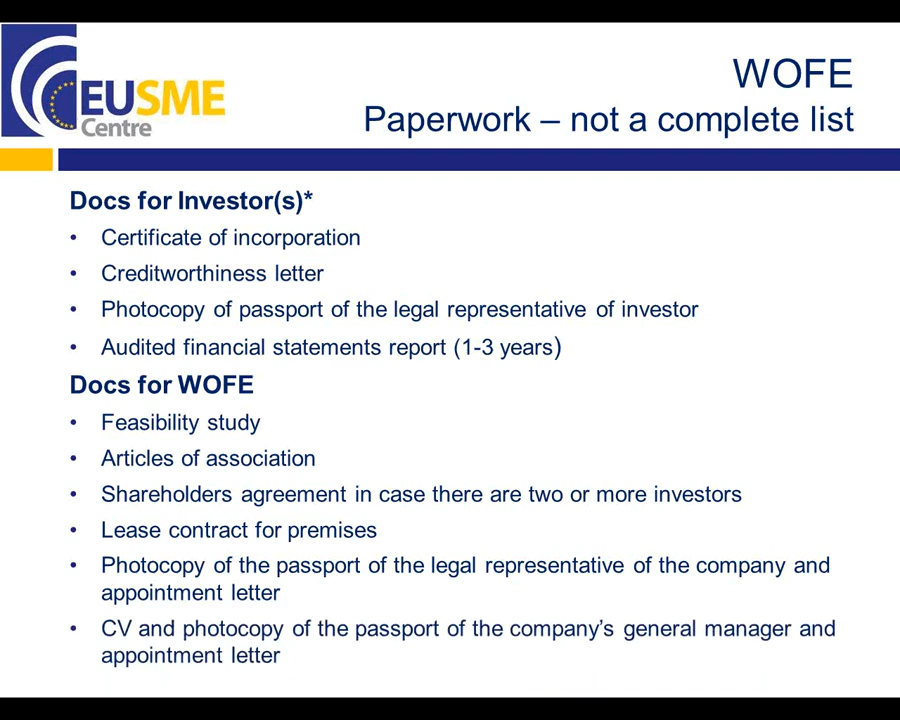 EUSME
Centre
WOFE
Paperwork – not a complete list
Docs for Investor(s)*
• Certificate of incorporation
• Creditworthiness letter
• Photocopy of passport of the legal representative of investor
• Audited financial statements report (1-3 years)
Docs for WOFE
• Feasibility study
• Articles of association
• Shareholders agreement in case there are two or more investors
• Lease contract for premises
• Photocopy of the passport of the legal representative of the company and
appointment letter
• CV and photocopy of the passport of the company’s general manager and
appointment letter